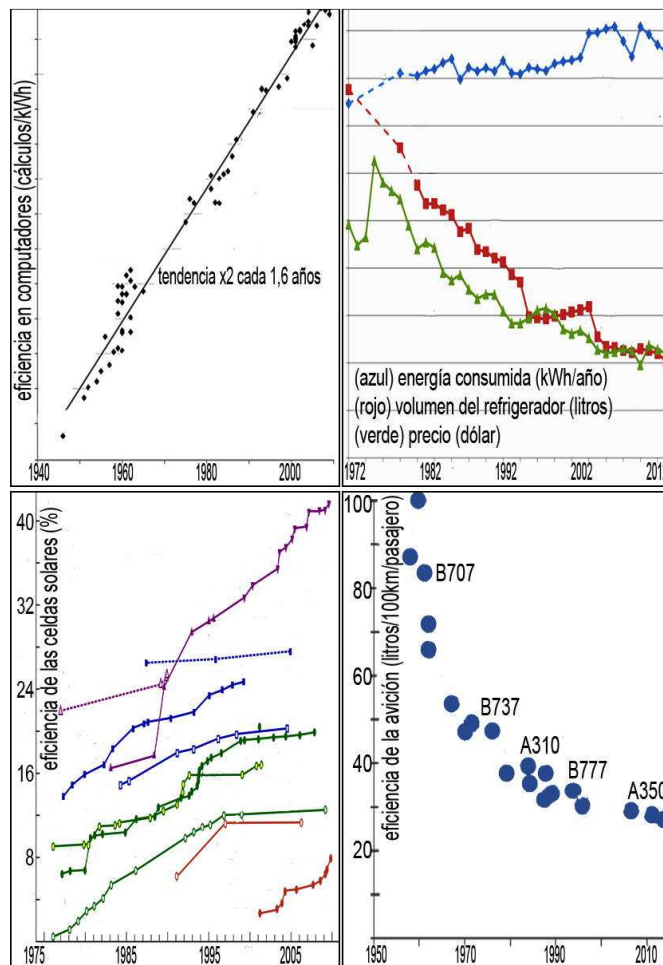 eficiencia en computadores (cálculos/kWh)
tendencia x2 cada 1,6 años
1940 1960 1980 2000
(azul) energía consumida (kWh/año)
(rojo) volumen del refrigerador (litros)
(verde) precio (dólar)
1972 1982 1992 2002 201
eficiencia de las celdas solares (%)
40
32
24
16
8
1975 1985 1995 2005
eficiencia de la avición (litros/100km/pasajero)
100
80
60
40
20
B707
B737
A310
B777
A350
1950 1970 1990 2010